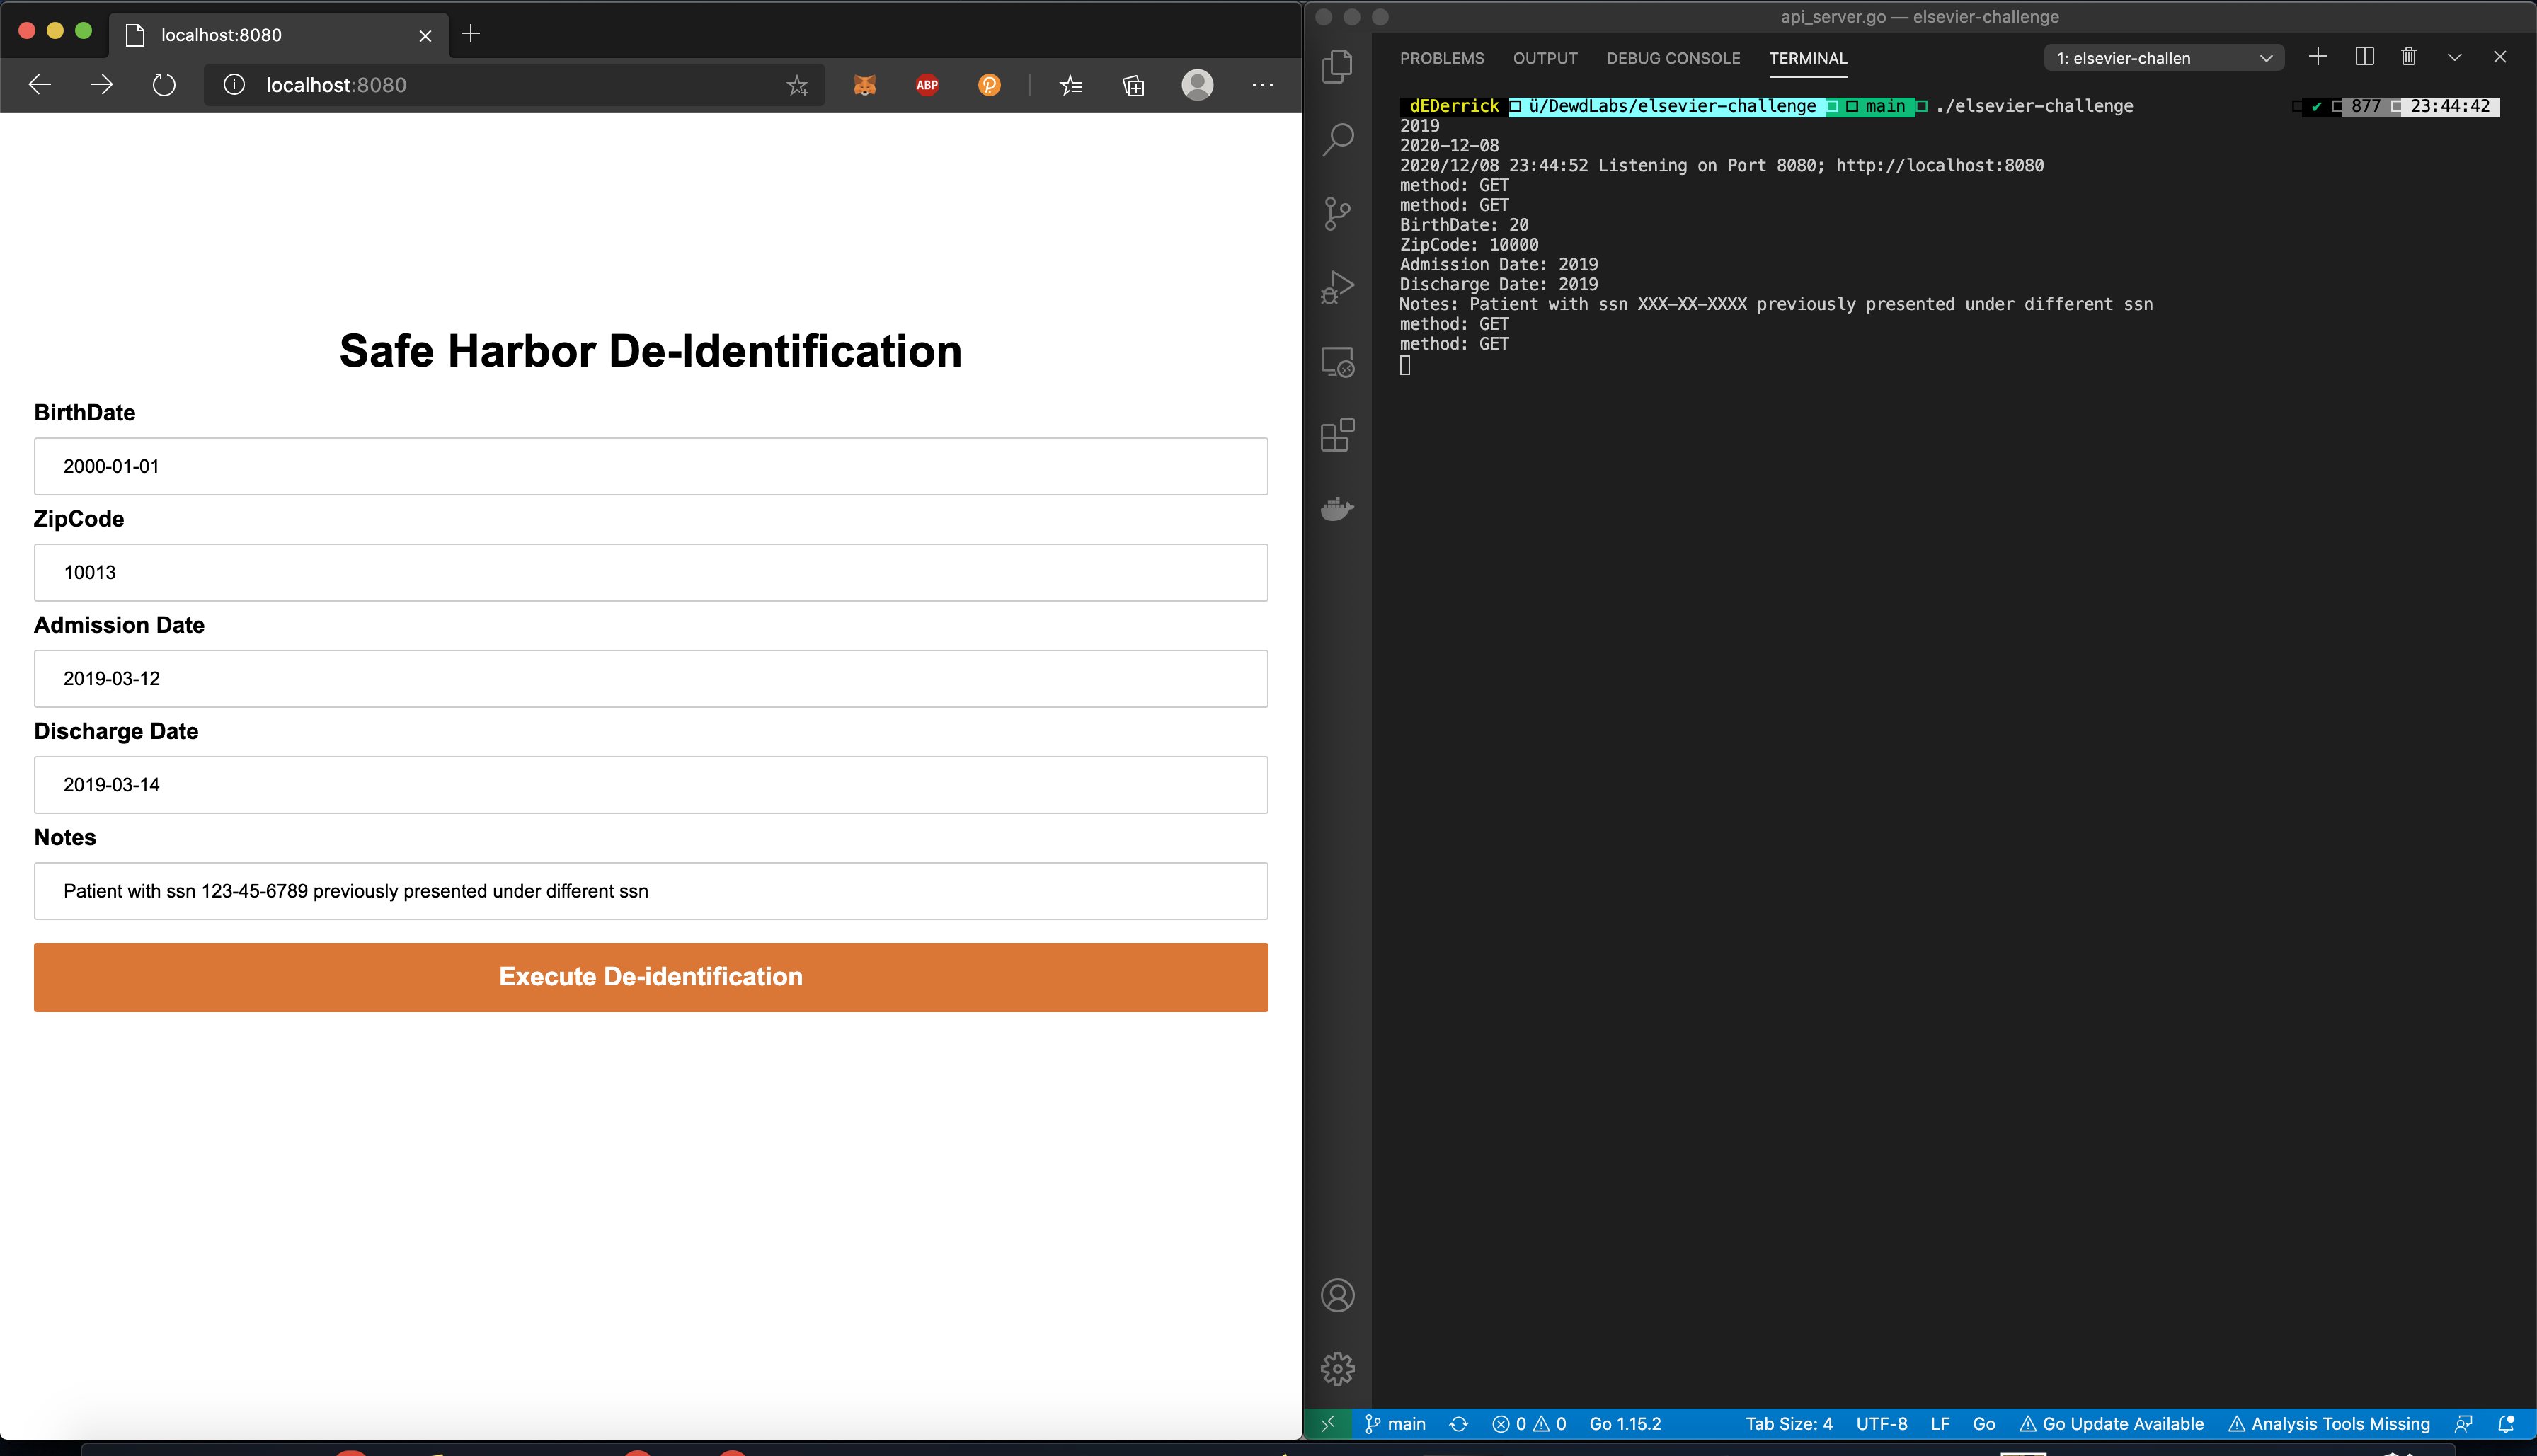 localhost:8080
localhost:8080
ABP
Safe Harbor De-Identification
BirthDate
2000-01-01
ZipCode
10013
Admission Date
2019-03-12
Discharge Date
2019-03-14
Notes
Patient with ssn 123-45-6789 previously presented under different ssn
Execute De-identification
api_server.go — elsevier-challenge
PROBLEMS OUTPUT DEBUG CONSOLE TERMINAL 1: elsevier-challen
dÉDerrick ü/DewdLabs/elsevier-challenge main ./elsevier-challenge ✔ 877 23:44:42
2019
2020-12-08
2020/12/08 23:44:52 Listening on Port 8080; http://localhost:8080
method: GET
method: GET
BirthDate: 20
ZipCode: 10000
Admission Date: 2019
Discharge Date: 2019
Notes: Patient with ssn XXX-XX-XXXX previously presented under different ssn
method: GET
method: GET
main 0 0 Go 1.15.2 Tab Size: 4 UTF-8 LF Go Go Update Available Analysis Tools Missing